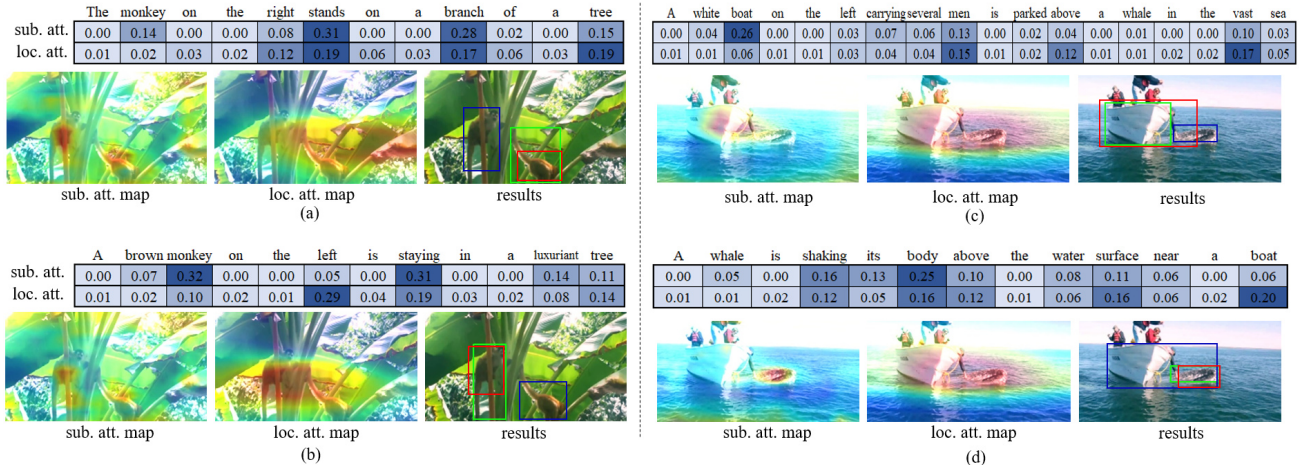 The monkey on the right stands on a branch of a tree
sub. att. 0.00 0.14 0.00 0.00 0.08 0.31 0.00 0.00 0.28 0.02 0.00 0.15
loc. att. 0.01 0.02 0.03 0.02 0.12 0.19 0.06 0.03 0.17 0.06 0.03 0.19
sub. att. map loc. att. map results
(a)
A brown monkey on the left is staying in a luxuriant tree
sub. att. 0.00 0.07 0.32 0.00 0.00 0.05 0.00 0.31 0.00 0.00 0.14 0.11
loc. att. 0.01 0.02 0.10 0.02 0.01 0.29 0.04 0.19 0.03 0.02 0.08 0.14
sub. att. map loc. att. map results
(b)
A white boat on the left carrying several men is parked above a whale in the vast sea
0.00 0.04 0.26 0.00 0.00 0.03 0.07 0.06 0.13 0.00 0.02 0.04 0.00 0.01 0.00 0.00 0.10 0.03
0.01 0.01 0.06 0.01 0.01 0.03 0.04 0.04 0.15 0.01 0.02 0.12 0.01 0.01 0.02 0.02 0.17 0.05
sub. att. map loc. att. map results
(c)
A whale is shaking its body above the water surface near a boat
0.00 0.05 0.00 0.16 0.13 0.25 0.10 0.00 0.08 0.11 0.06 0.00 0.06
0.01 0.01 0.02 0.12 0.05 0.16 0.12 0.01 0.06 0.16 0.06 0.02 0.20
sub. att. map loc. att. map results
(d)